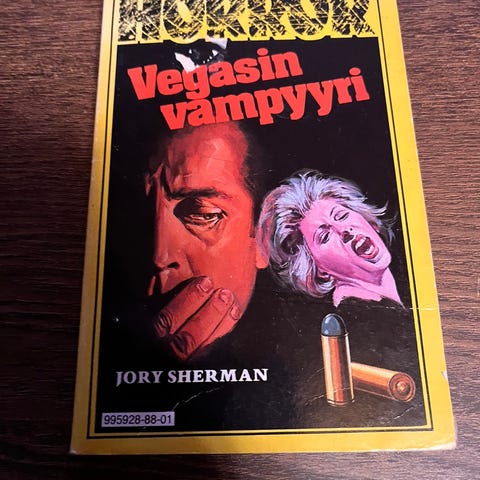 HORROR
Vegasin
vampyyri
JORY SHERMAN
995928-88-01